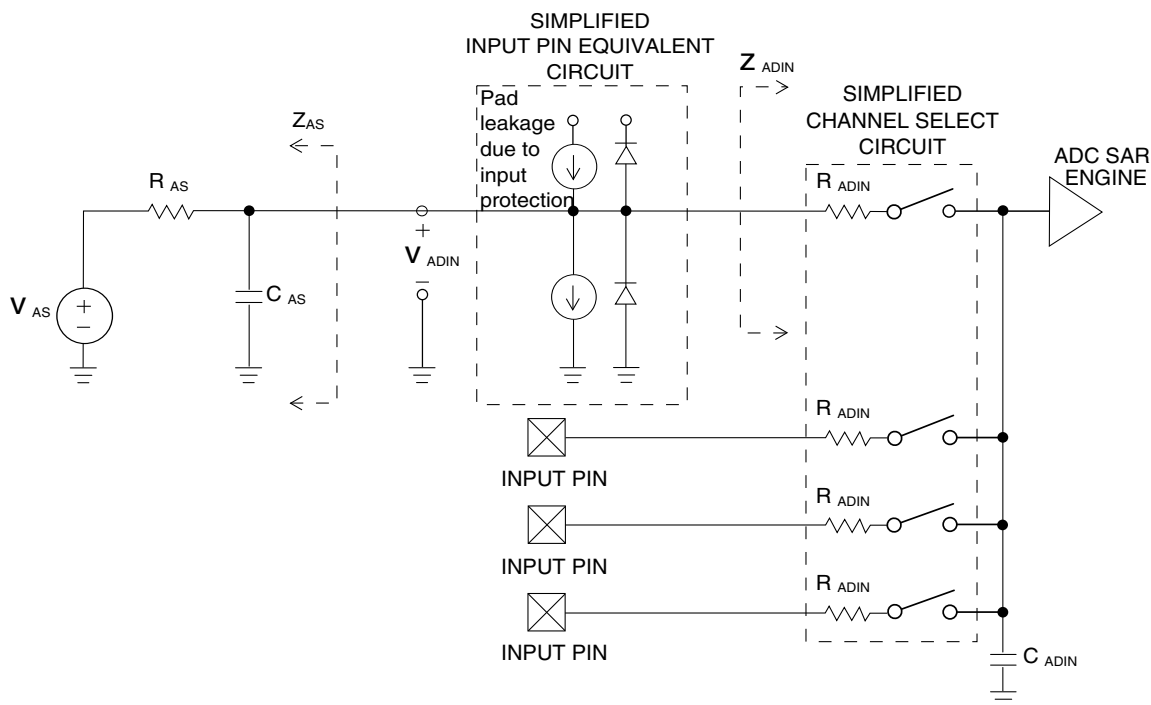 SIMPLIFIED
INPUT PIN EQUIVALENT
CIRCUIT
Pad
leakage
due to
input
protection
Z ADIN
SIMPLIFIED
CHANNEL SELECT
CIRCUIT
ADC SAR
ENGINE
ZAS
R AS
R ADIN
+
V ADIN
–
C AS
V AS
+
–
R ADIN
INPUT PIN
R ADIN
INPUT PIN
R ADIN
INPUT PIN
C ADIN